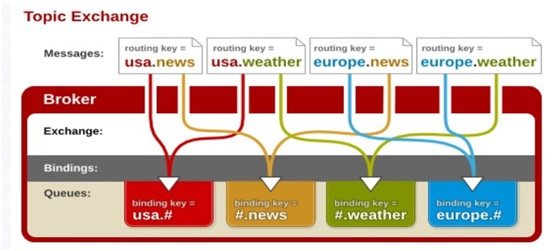 Topic Exchange
Messages:
routing key =
usa.news
routing key =
usa.weather
routing key =
europe.news
routing key =
europe.weather
Broker
Exchange:
Bindings:
Queues:
binding key =
usa.#
binding key =
#.news
binding key =
#.weather
binding key =
europe.#